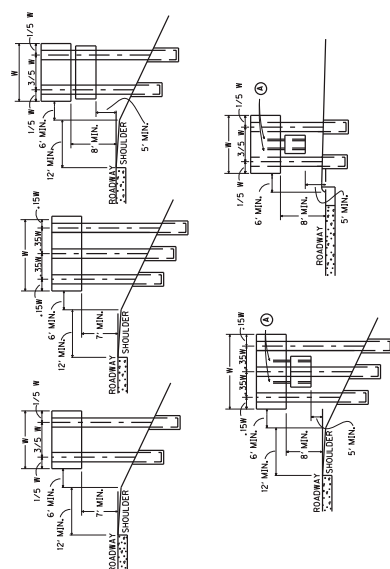 1/5 W
W
3/5 W
1/5 W
6' MIN.
12' MIN.
8' MIN.
5' MIN.
ROADWAY
SHOULDER
.15W
W
.35W
.35W
.15W
6' MIN.
12' MIN.
7' MIN.
ROADWAY
SHOULDER
1/5 W
W
3/5 W
1/5 W
6' MIN.
12' MIN.
7' MIN.
ROADWAY
SHOULDER
A
1/5 W
W
3/5 W
1/5 W
6' MIN.
8' MIN.
5' MIN.
ROADWAY
A
.15W
W
.35W
.35W
.15W
6' MIN.
12' MIN.
8' MIN.
5' MIN.
ROADWAY
SHOULDER